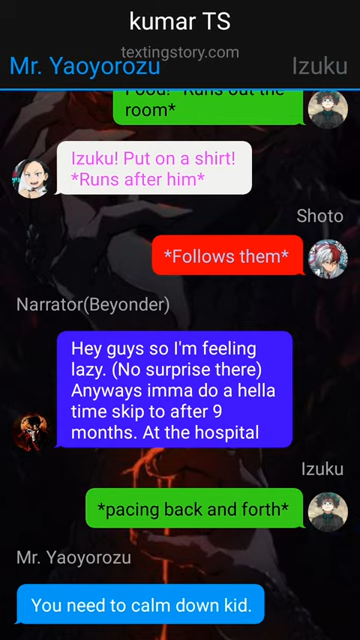 kumar TS
textingstory.com
Mr. Yaoyorozu
Izuku
Food! *Runs out the
room*
Izuku! Put on a shirt!
*Runs after him*
Shoto
*Follows them*
Narrator(Beyonder)
Hey guys so I'm feeling
lazy. (No surprise there)
Anyways imma do a hella
time skip to after 9
months. At the hospital
Izuku
*pacing back and forth*
Mr. Yaoyorozu
You need to calm down kid.